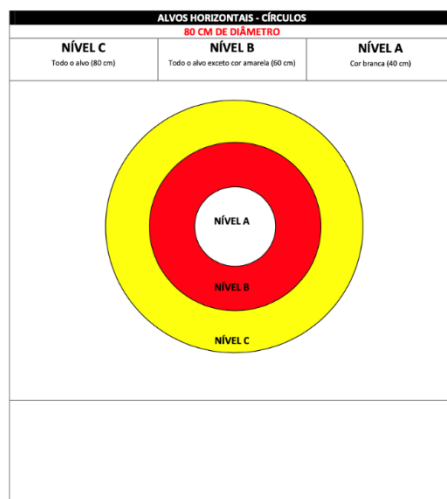 ALVOS HORIZONTAIS - CÍRCULOS
80 CM DE DIÂMETRO
NÍVEL C
Todo o alvo (80 cm)
NÍVEL B
Todo o alvo exceto cor amarela (60 cm)
NÍVEL A
Cor branca (40 cm)
NÍVEL A
NÍVEL B
NÍVEL C